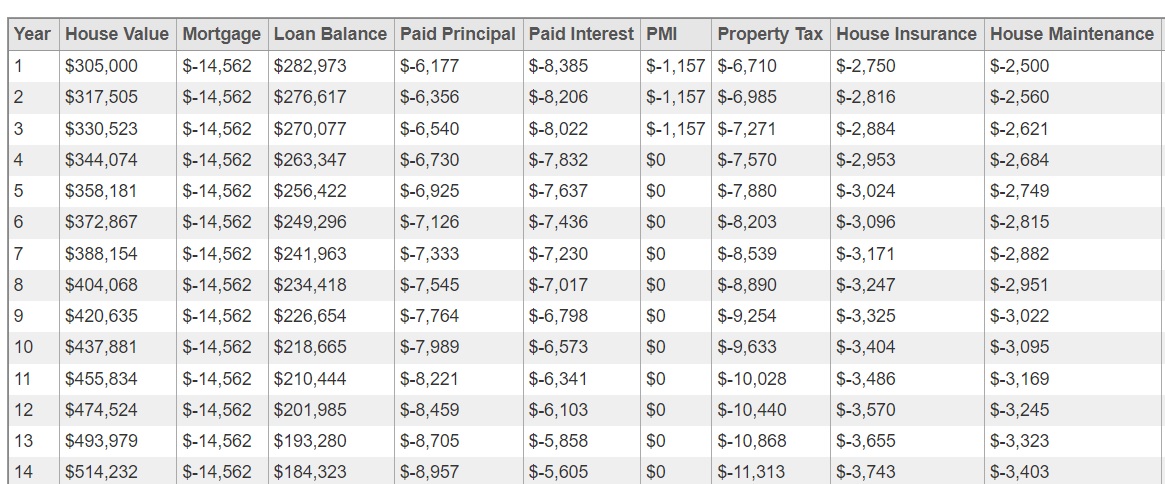 Year House Value Mortgage Loan Balance Paid Principal Paid Interest PMI Property Tax House Insurance House Maintenance
1 $305,000 $-14,562 $282,973 $-6,177 $-8,385 $-1,157 $-6,710 $-2,750 $-2,500
2 $317,505 $-14,562 $276,617 $-6,356 $-8,206 $-1,157 $-6,985 $-2,816 $-2,560
3 $330,523 $-14,562 $270,077 $-6,540 $-8,022 $-1,157 $-7,271 $-2,884 $-2,621
4 $344,074 $-14,562 $263,347 $-6,730 $-7,832 $0 $-7,570 $-2,953 $-2,684
5 $358,181 $-14,562 $256,422 $-6,925 $-7,637 $0 $-7,880 $-3,024 $-2,749
6 $372,867 $-14,562 $249,296 $-7,126 $-7,436 $0 $-8,203 $-3,096 $-2,815
7 $388,154 $-14,562 $241,963 $-7,333 $-7,230 $0 $-8,539 $-3,171 $-2,882
8 $404,068 $-14,562 $234,418 $-7,545 $-7,017 $0 $-8,890 $-3,247 $-2,951
9 $420,635 $-14,562 $226,654 $-7,764 $-6,798 $0 $-9,254 $-3,325 $-3,022
10 $437,881 $-14,562 $218,665 $-7,989 $-6,573 $0 $-9,633 $-3,404 $-3,095
11 $455,834 $-14,562 $210,444 $-8,221 $-6,341 $0 $-10,028 $-3,486 $-3,169
12 $474,524 $-14,562 $201,985 $-8,459 $-6,103 $0 $-10,440 $-3,570 $-3,245
13 $493,979 $-14,562 $193,280 $-8,705 $-5,858 $0 $-10,868 $-3,655 $-3,323
14 $514,232 $-14,562 $184,323 $-8,957 $-5,605 $0 $-11,313 $-3,743 $-3,403